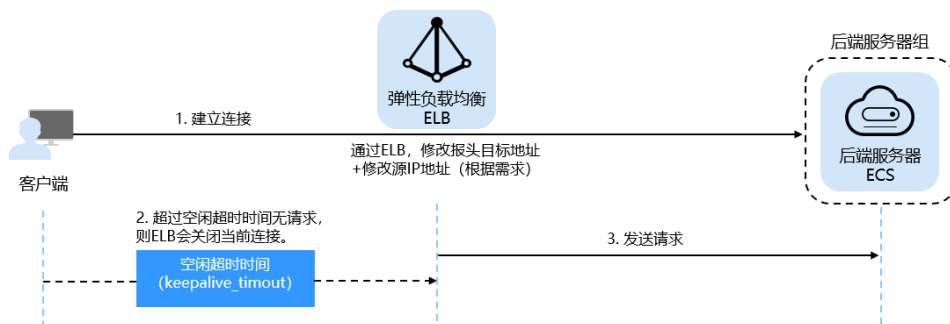 后端服务器组
弹性负载均衡
ELB
1. 建立连接
通过ELB，修改报头目标地址
+修改源IP地址（根据需求）
后端服务器
ECS
客户端
2. 超过空闲超时时间无请求，
则ELB会关闭当前连接。
空闲超时时间
（keepalive_timout）
3. 发送请求